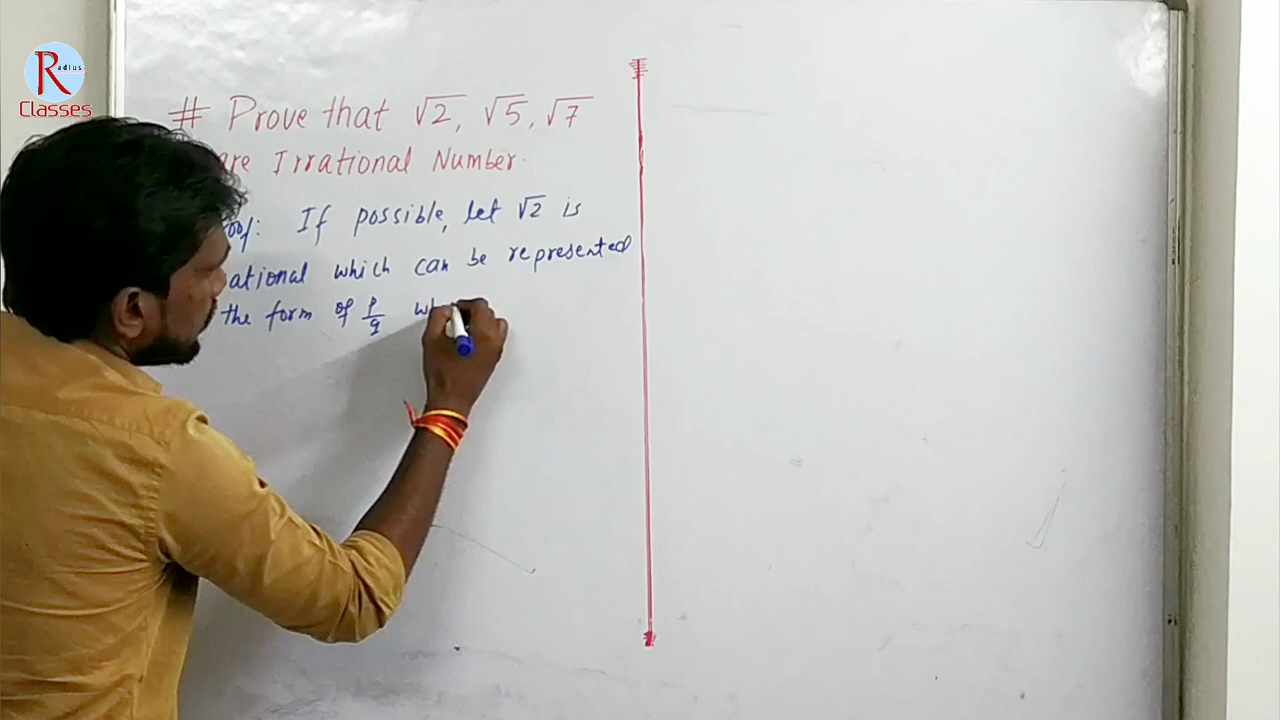 Radius
Classes
# Prove that √2, √5, √7
are Irrational Number.
If possible, let √2 is
which can be represented
the form of p/q